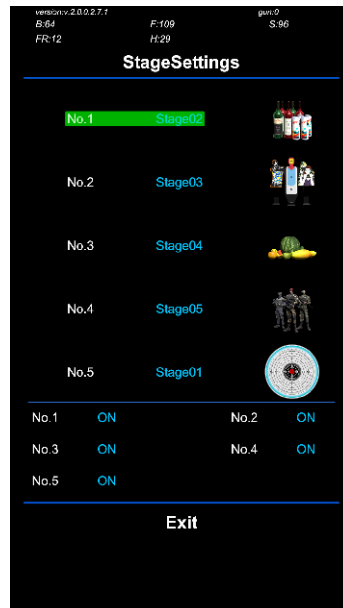 version:v.2.0.0.2.7.1 gun:0
B:64 F:109 S:96
FR:12 H:29
StageSettings
No.1 Stage02
No.2 Stage03
No.3 Stage04
No.4 Stage05
No.5 Stage01
No.1 ON No.2 ON
No.3 ON No.4 ON
No.5 ON
Exit